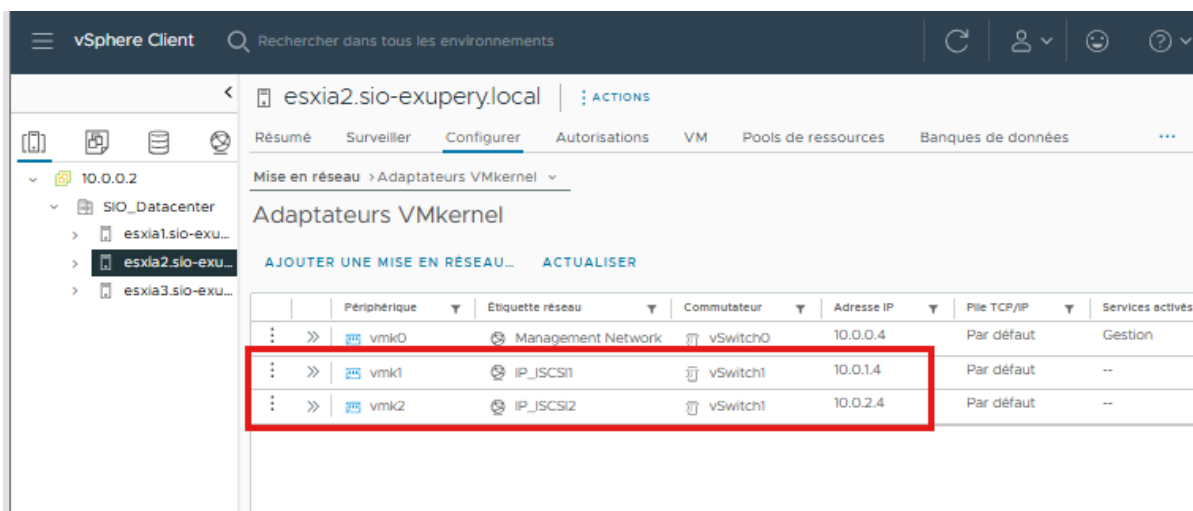 vSphere Client
Rechercher dans tous les environnements
esxia2.sio-exupery.local
ACTIONS
Résumé Surveiller Configurer Autorisations VM Pools de ressources Banques de données ...
10.0.0.2
SIO_Datacenter
esxia1.sio-exu...
esxia2.sio-exu...
esxia3.sio-exu...
Mise en réseau > Adaptateurs VMkernel
Adaptateurs VMkernel
AJOUTER UNE MISE EN RÉSEAU... ACTUALISER
Périphérique Étiquette réseau Commutateur Adresse IP Pile TCP/IP Services activés
vmk0 Management Network vSwitch0 10.0.0.4 Par défaut Gestion
vmk1 IP_ISCSI1 vSwitch1 10.0.1.4 Par défaut --
vmk2 IP_ISCSI2 vSwitch1 10.0.2.4 Par défaut --